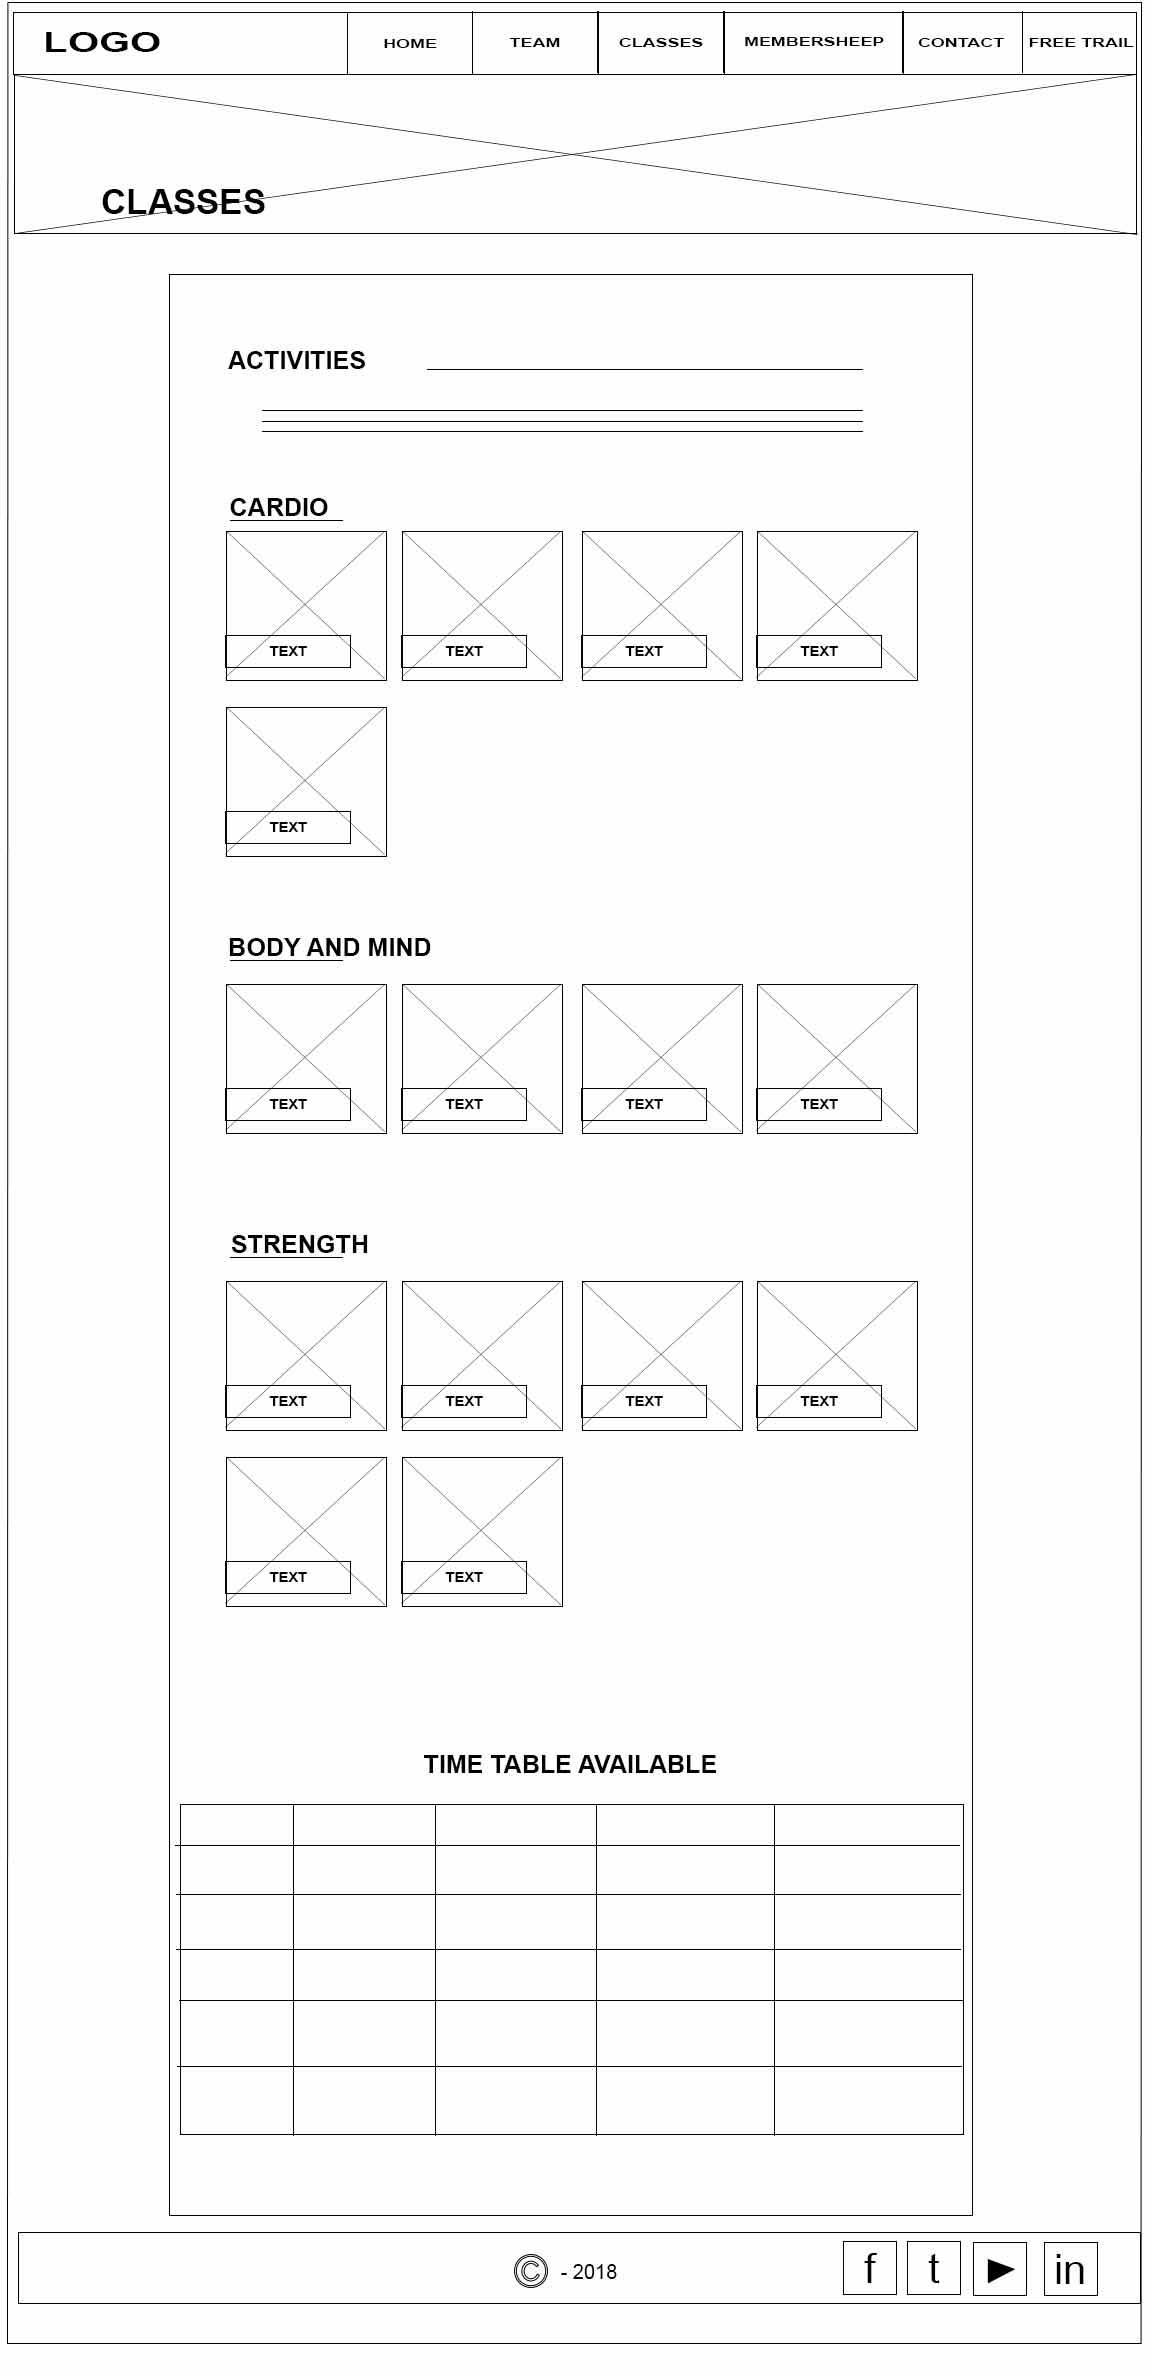 LOGO HOME TEAM CLASSES MEMBERSHEEP CONTACT FREE TRAIL
CLASSES
ACTIVITIES
CARDIO
TEXT TEXT TEXT TEXT
TEXT
BODY AND MIND
TEXT TEXT TEXT TEXT
STRENGTH
TEXT TEXT TEXT TEXT
TEXT TEXT
TIME TABLE AVAILABLE
© - 2018 f t in